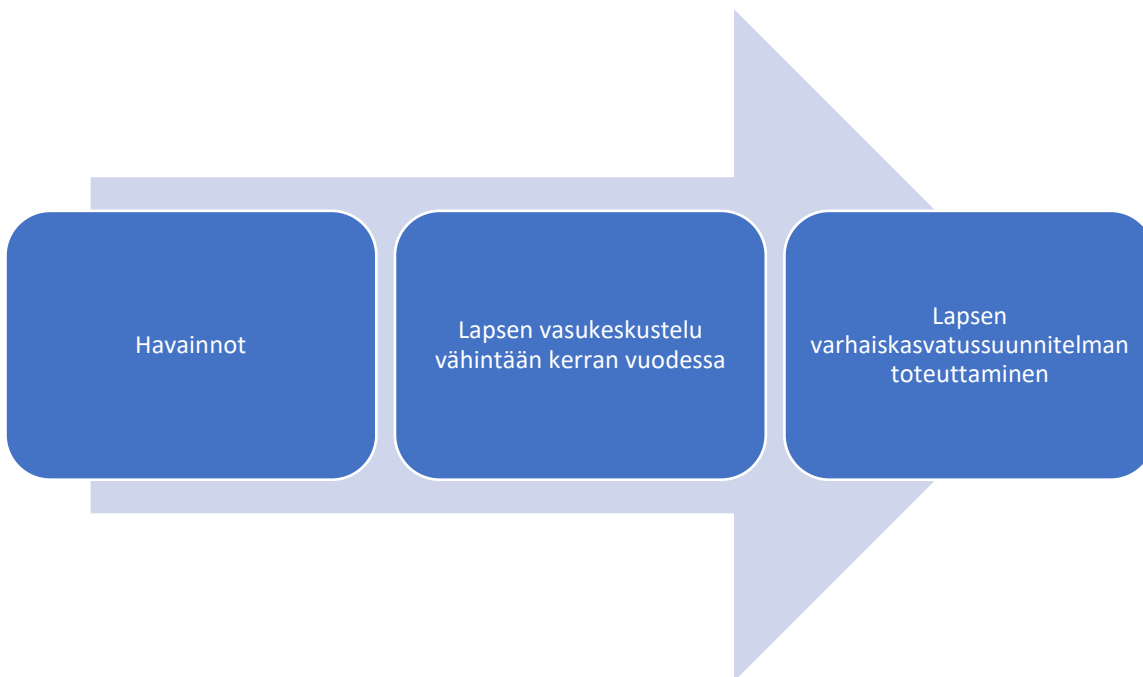 Havainnot
Lapsen vasukeskustelu
vähintään kerran vuodessa
Lapsen
varhaiskasvatussuunnitelman
toteuttaminen